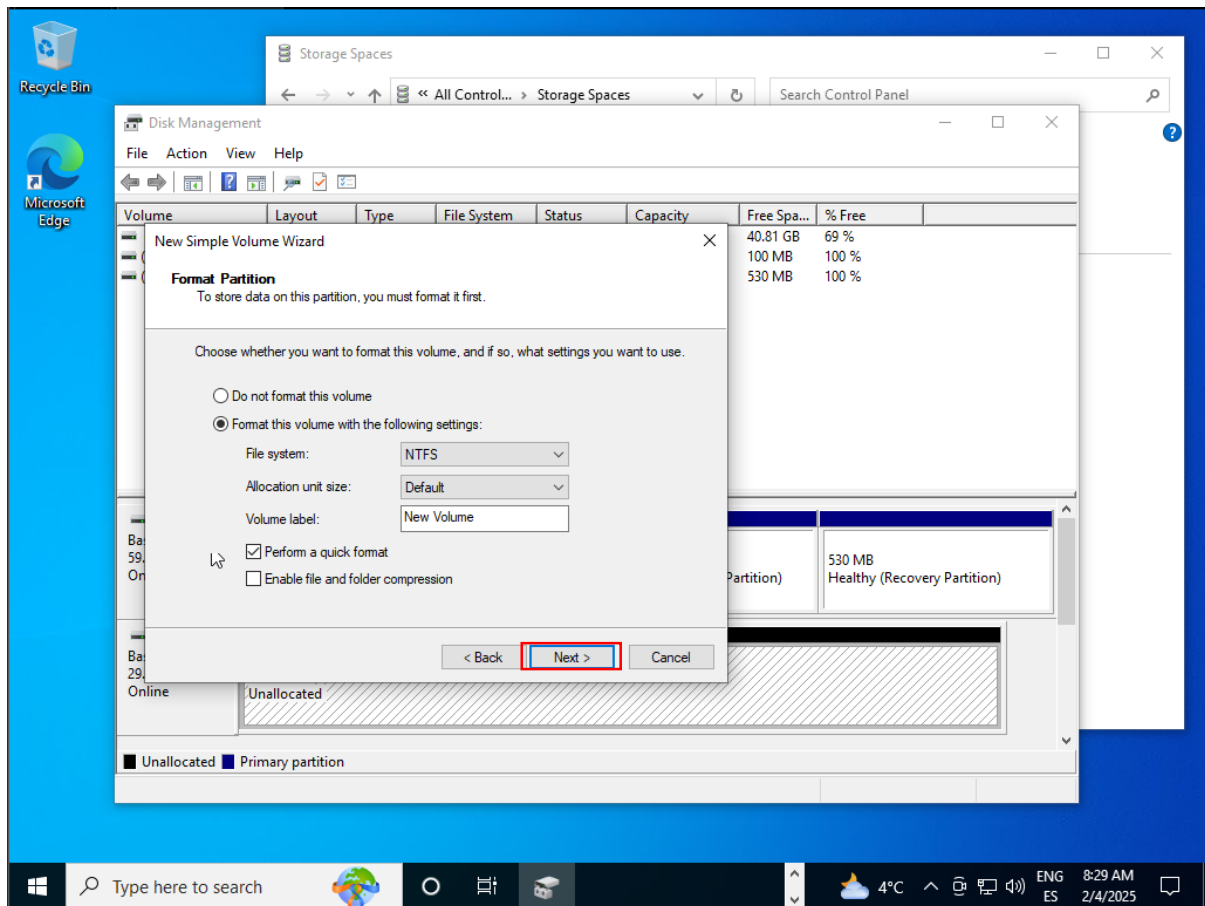 Recycle Bin
Microsoft
Edge
Storage Spaces
« All Control... › Storage Spaces
Search Control Panel
Disk Management
File Action View Help
Volume Layout Type File System Status Capacity Free Spa... % Free
40.81 GB 69 %
100 MB 100 %
530 MB 100 %
New Simple Volume Wizard
Format Partition
To store data on this partition, you must format it first.
Choose whether you want to format this volume, and if so, what settings you want to use.
Do not format this volume
Format this volume with the following settings:
File system: NTFS
Allocation unit size: Default
Volume label: New Volume
Perform a quick format
Enable file and folder compression
< Back Next > Cancel
Ba
59.
On
Partition)
530 MB
Healthy (Recovery Partition)
Ba
29.
Online
Unallocated
Unallocated Primary partition
Type here to search
4°C
ENG
ES
8:29 AM
2/4/2025